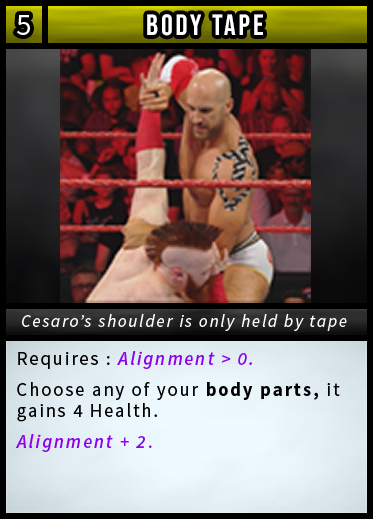 5 BODY TAPE
Cesaro's shoulder is only held by tape
Requires : Alignment > 0.
Choose any of your body parts, it
gains 4 Health.
Alignment + 2.